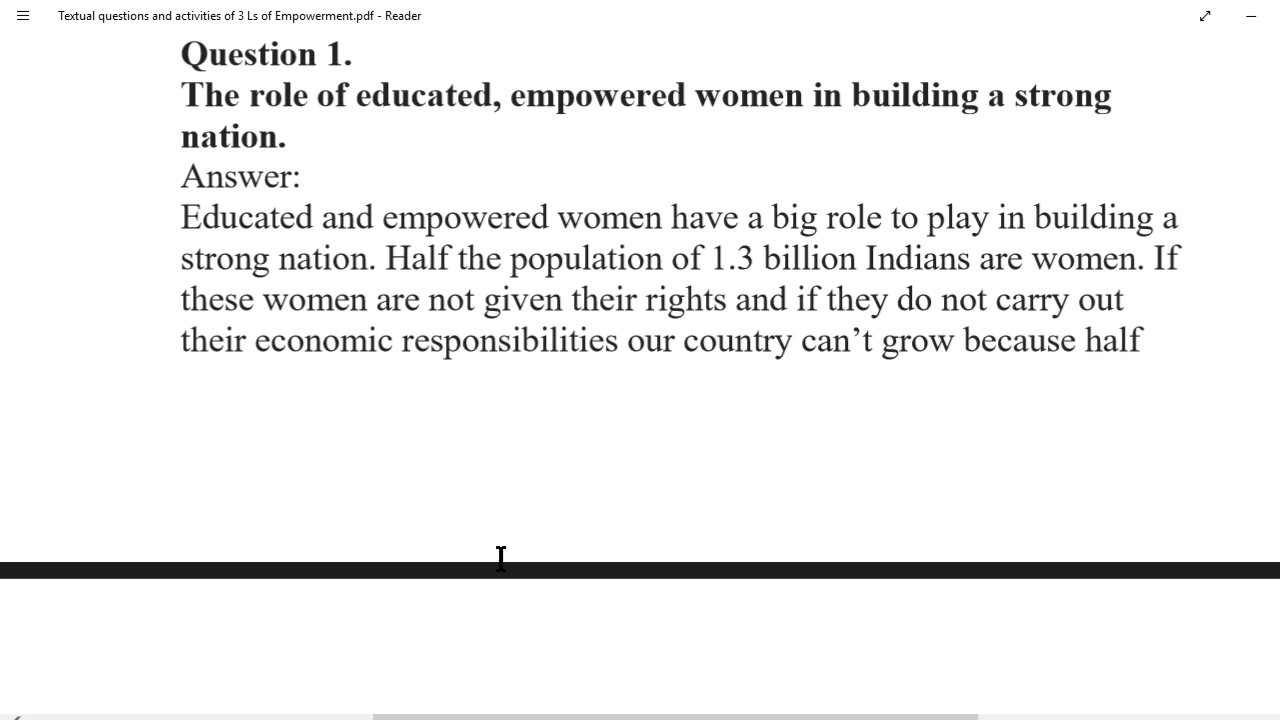 Textual questions and activities of 3 Ls of Empowerment.pdf - Reader
Question 1.
The role of educated, empowered women in building a strong
nation.
Answer:
Educated and empowered women have a big role to play in building a
strong nation. Half the population of 1.3 billion Indians are women. If
these women are not given their rights and if they do not carry out
their economic responsibilities our country can’t grow because half